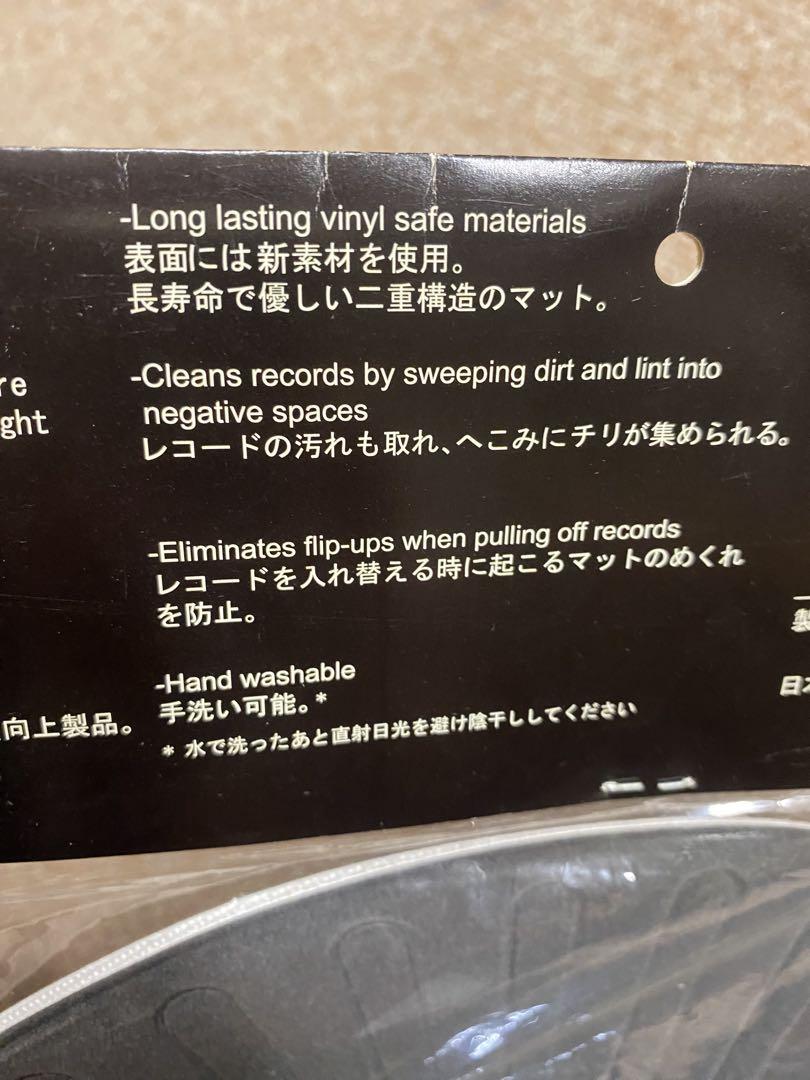 -Long lasting vinyl safe materials
表面には新素材を使用。
長寿命で優しい二重構造のマット。
re
ght
-Cleans records by sweeping dirt and lint into
negative spaces
レコードの汚れも取れ、へこみにチリが集められる。
-Eliminates flip-ups when pulling off records
レコードを入れ替える時に起こるマットのめくれ
を防止。
製
-Hand washable
手洗い可能。*
日本
向上製品。
* 水で洗ったあと直射日光を避け陰干ししてください